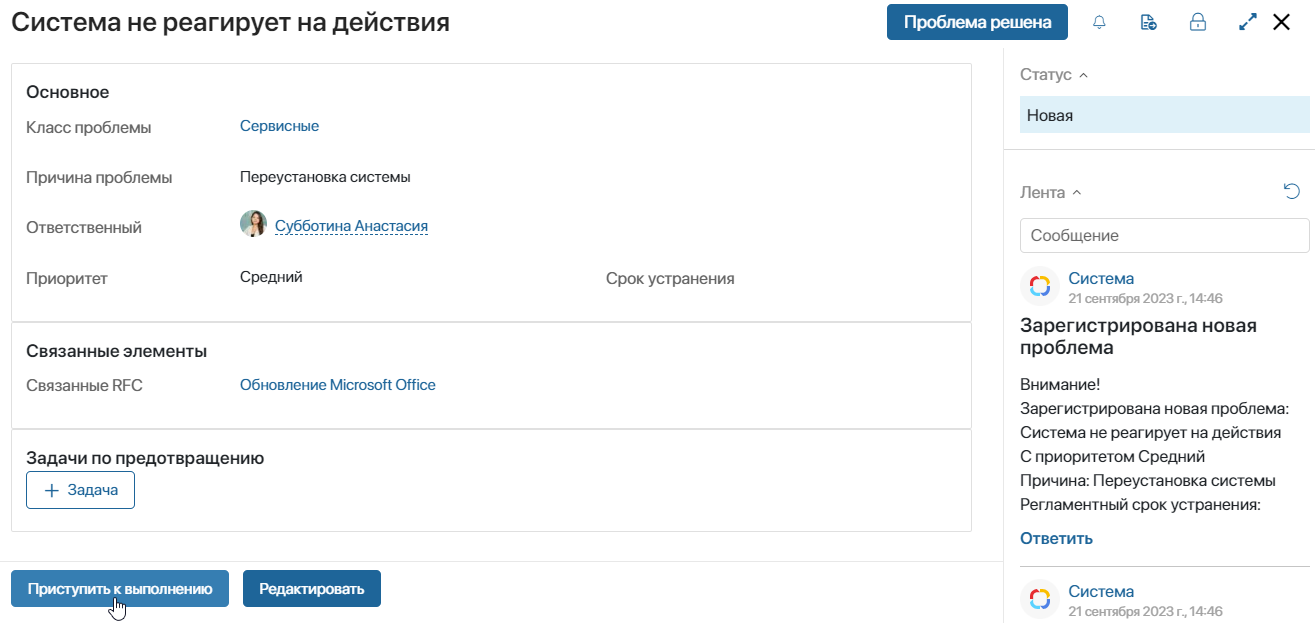 Система не реагирует на действия
Проблема решена
Основное
Класс проблемы
Сервисные
Причина проблемы
Переустановка системы
Ответственный
Субботина Анастасия
Приоритет
Средний
Срок устранения
Связанные элементы
Связанные RFC
Обновление Microsoft Office
Задачи по предотвращению
+ Задача
Приступить к выполнению
Редактировать
Статус
Новая
Лента
Сообщение
Система
21 сентября 2023 г., 14:46
Зарегистрирована новая
проблема
Внимание!
Зарегистрирована новая проблема:
Система не реагирует на действия
С приоритетом Средний
Причина: Переустановка системы
Регламентный срок устранения:
Ответить
Система
21 сентября 2023 г., 14:46